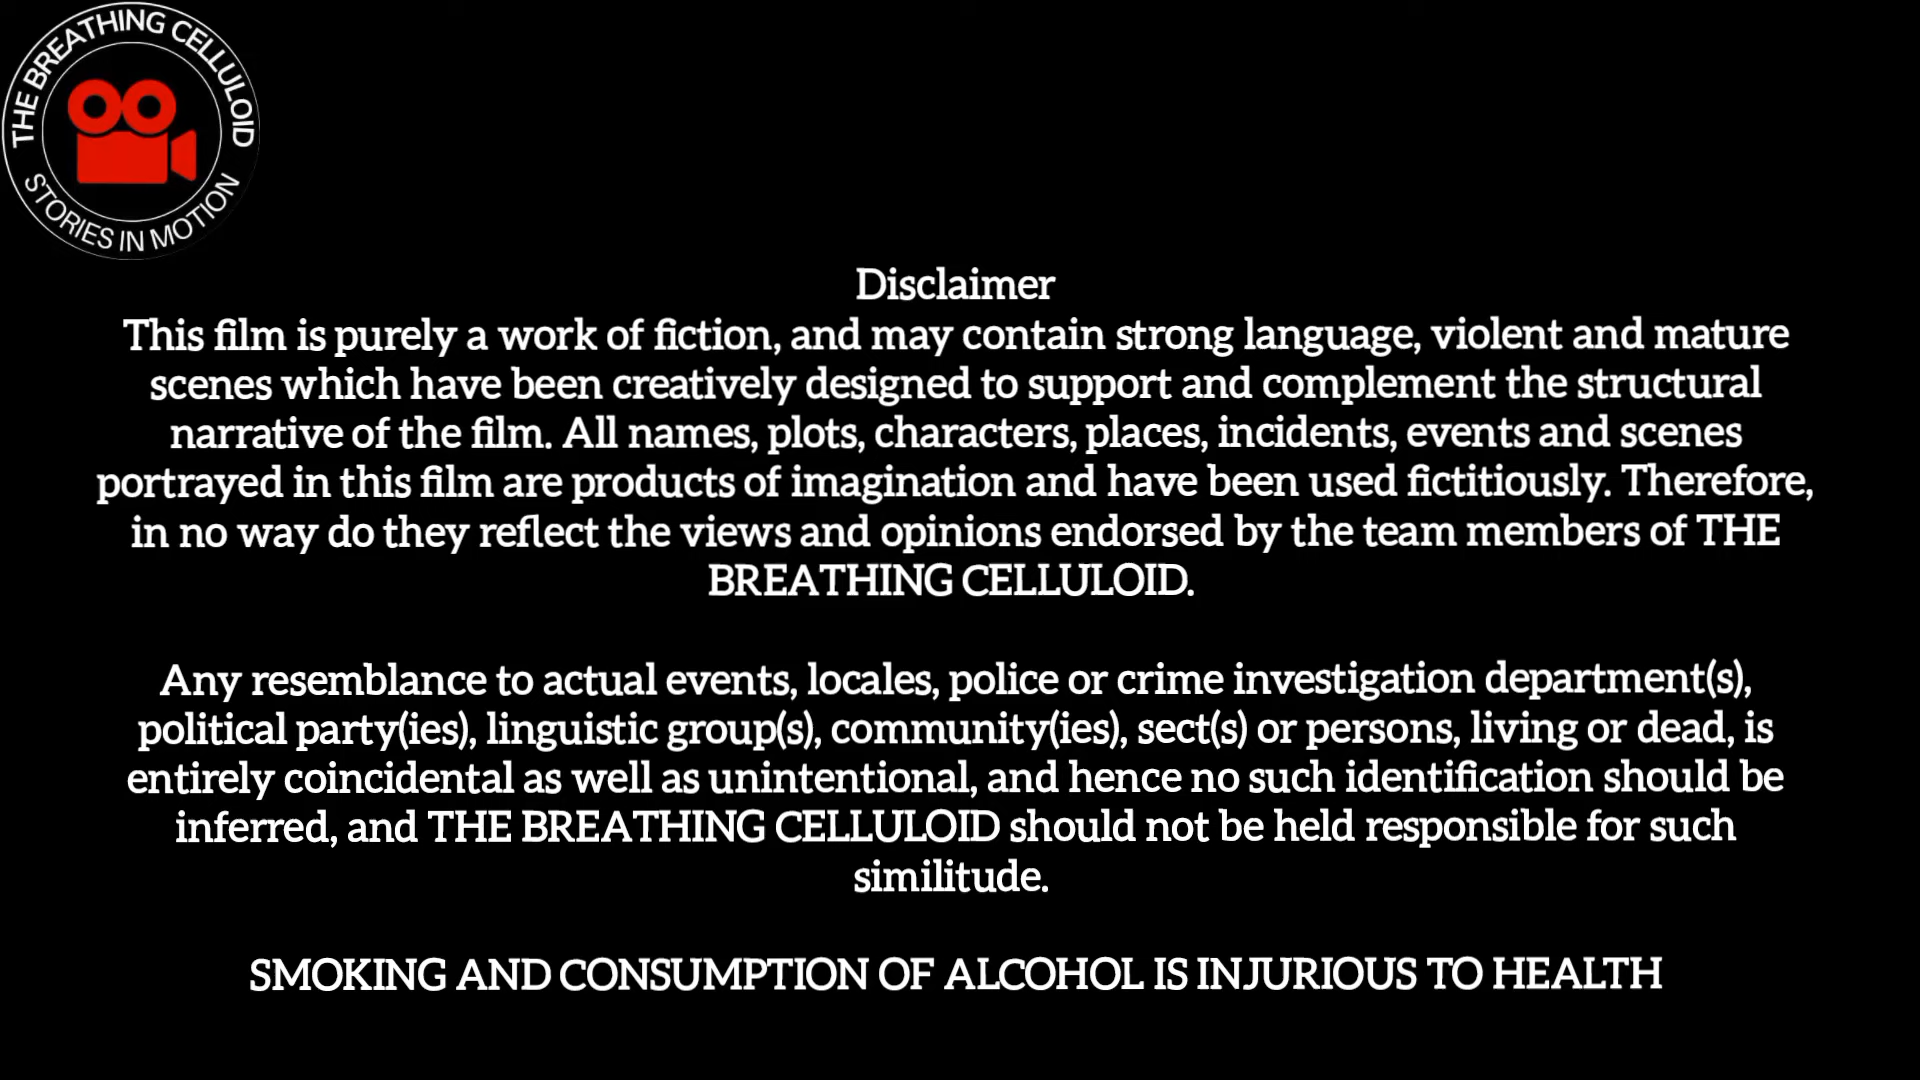 THE BREATHING CELLULOID
STORIES IN MOTION
Disclaimer
This film is purely a work of fiction, and may contain strong language, violent and mature
scenes which have been creatively designed to support and complement the structural
narrative of the film. All names, plots, characters, places, incidents, events and scenes
portrayed in this film are products of imagination and have been used fictitiously. Therefore,
in no way do they reflect the views and opinions endorsed by the team members of THE
BREATHING CELLULOID.
Any resemblance to actual events, locales, police or crime investigation department(s),
political party(ies), linguistic group(s), community(ies), sect(s) or persons, living or dead, is
entirely coincidental as well as unintentional, and hence no such identification should be
inferred, and THE BREATHING CELLULOID should not be held responsible for such
similitude.
SMOKING AND CONSUMPTION OF ALCOHOL IS INJURIOUS TO HEALTH